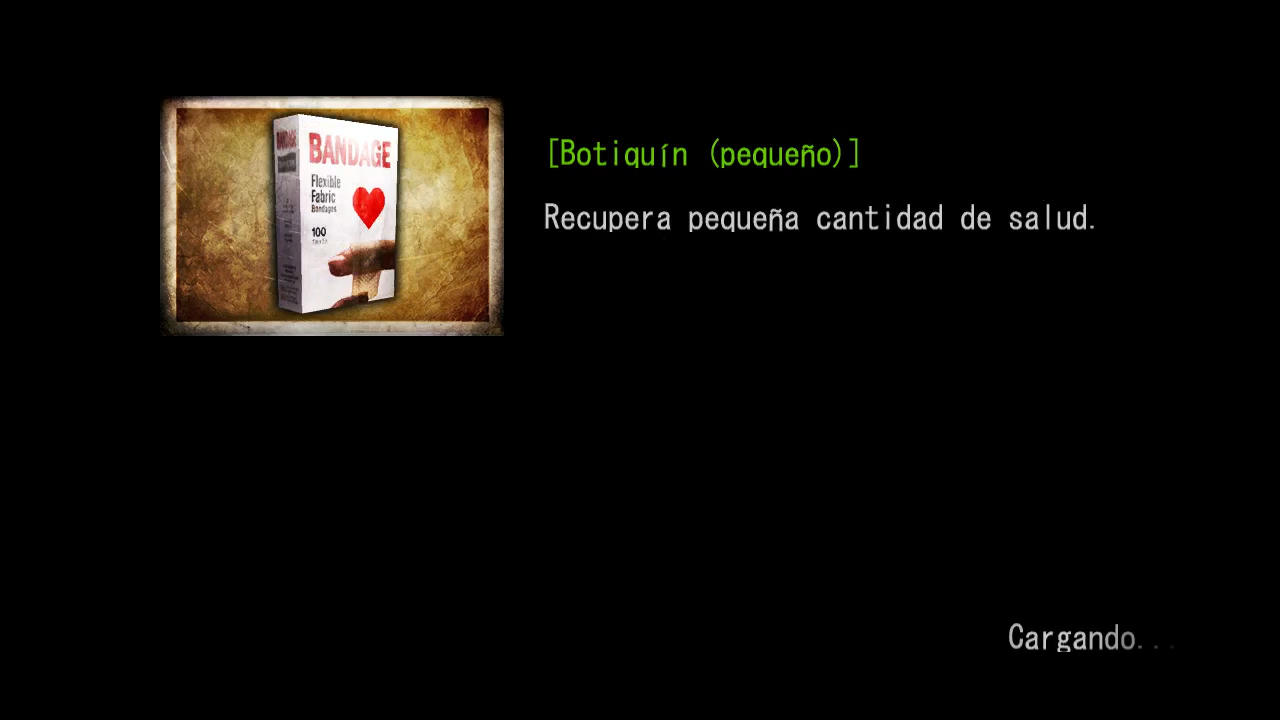 BANDAGE
Flexible
Fabric
Bandages
100
[Botiquín (pequeño)]
Recupera pequeña cantidad de salud.
Cargando...